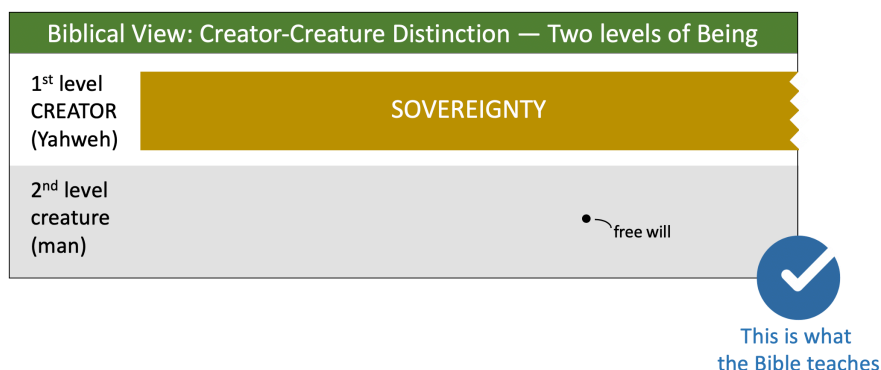 Biblical View: Creator-Creature Distinction — Two levels of Being
1st level
CREATOR
(Yahweh)
SOVEREIGNTY
2nd level
creature
(man)
free will
This is what
the Bible teaches